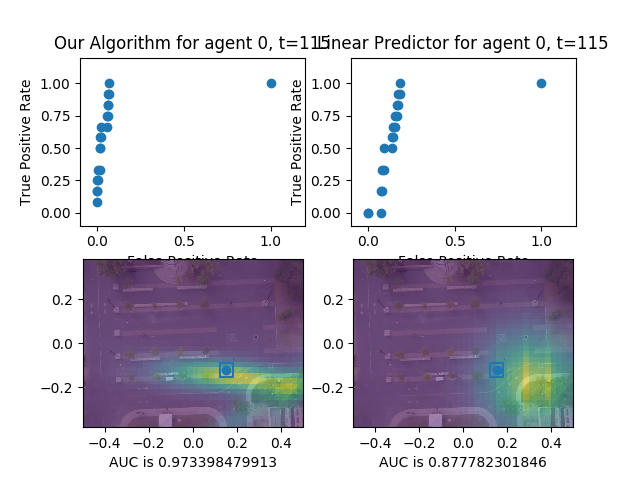 Our Algorithm for agent 0, t=115
Linear Predictor for agent 0, t=115
True Positive Rate
1.00
0.75
0.50
0.25
0.00
0.0 0.5 1.0
False Positive Rate
True Positive Rate
1.00
0.75
0.50
0.25
0.00
0.0 0.5 1.0
False Positive Rate
0.2
0.0
−0.2
−0.4 −0.2 0.0 0.2 0.4
AUC is 0.973398479913
0.2
0.0
−0.2
−0.4 −0.2 0.0 0.2 0.4
AUC is 0.877782301846